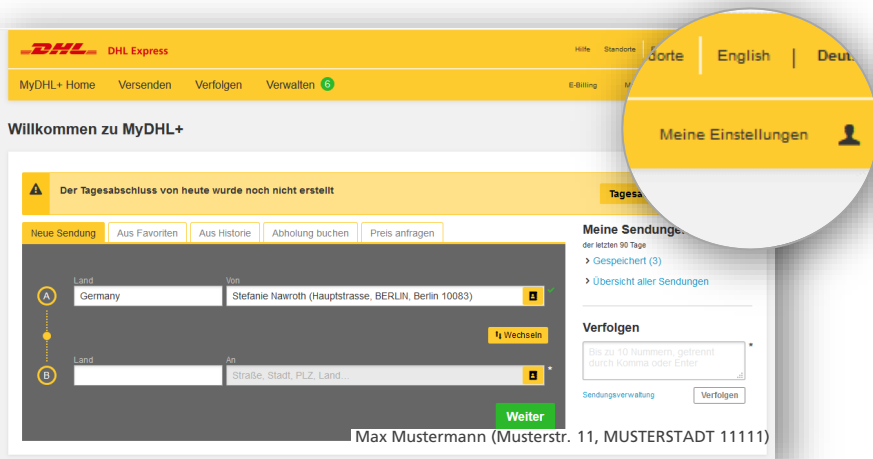 DHL DHL Express
Hilfe Standorte
MyDHL+ Home Versenden Verfolgen Verwalten 6
E-Billing
English | Deut
Meine Einstellungen
Willkommen zu MyDHL+
Der Tagesabschluss von heute wurde noch nicht erstellt
Neue Sendung Aus Favoriten Aus Historie Abholung buchen Preis anfragen
Land Von
A Germany Stefanie Nawroth (Hauptstrasse, BERLIN, Berlin 10083)
Wechseln
Land An *
B Straße, Stadt, PLZ, Land...
Weiter
Max Mustermann (Musterstr. 11, MUSTERSTADT 11111)
Meine Sendunge
der letzten 90 Tage
Gespeichert (3)
Übersicht aller Sendungen
Verfolgen
Bis zu 10 Nummern, getrennt *
durch Komma oder Enter
Sendungsverwaltung Verfolgen